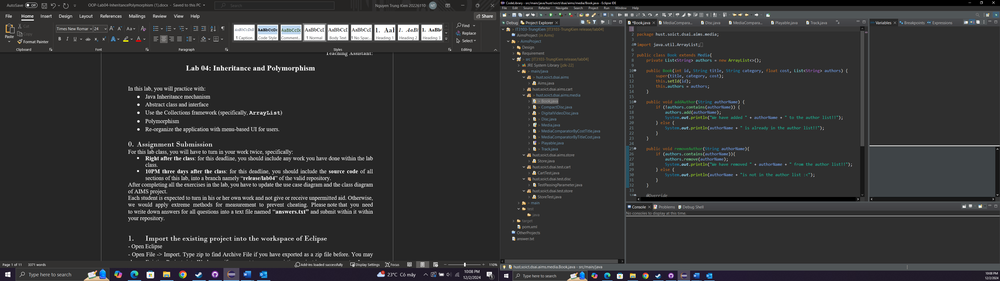 AutoSave Off OOP-Lab04-InheritancePolymorphism (1).docx - Saved to this PC Search Nguyen Trung Kien 20226110 NT
File Home Insert Design Layout References Mailings Review View Help Share
Paste Cut Copy Format Painter
Times New Roman 24
AaBbCcDdE AaBbCcDc AaBbCcDc AaBbCcI AaBbCcI AaBbCcI
¶ Caption Code Style Comment... ¶ Normal Body Text ¶ No Spac... Heading 1 Heading 2 Heading 3
Find Replace Select
Clipboard Font Paragraph Styles Editing
Teaching Assistant:
Lab 04: Inheritance and Polymorphism
In this lab, you will practice with:
● Java Inheritance mechanism
● Abstract class and interface
● Use the Collections framework (specifically, ArrayList)
● Polymorphism
● Re-organize the application with menu-based UI for users.
0. Assignment Submission
For this lab class, you will have to turn in your work twice, specifically:
▪ Right after the class: for this deadline, you should include any work you have done within the lab
class.
▪ 10PM three days after the class: for this deadline, you should include the source code of all
sections of this lab, into a branch namely “release/lab04” of the valid repository.
After completing all the exercises in the lab, you have to update the use case diagram and the class diagram
of AIMS project.
Each student is expected to turn in his or her own work and not give or receive unpermitted aid. Otherwise,
we would apply extreme methods for measurement to prevent cheating. Please note that you need
to write down answers for all questions into a text file named “answers.txt” and submit within it within
your repository.
1. Import the existing project into the workspace of Eclipse
- Open Eclipse
- Open File -> Import. Type zip to find Archive File if you have exported as a zip file before. You may
Page 1 of 11 3371 words Add-ins loaded successfully Display Settings Focus 110%
Type here to search 23°C Có mây 10:08 PM 12/2/2024
CodeLibrary - src/main/java/hust/soict/dsai/aims/media/Book.java - Eclipse IDE
File Edit Source Refactor Navigate Search Project Run Window Help
Debug Project Explorer
> IT3103-TrungKien [IT3103-TrungKien release/lab04]
AimsProject (in Aims)
> AimsProject
Design
Requirement
> src [IT3103-TrungKien release/lab04]
JRE System Library [jdk-22]
> main/java
> hust.soict.dsai.aims
Aims.java
hust.soict.dsai.aims.cart
> hust.soict.dsai.aims.media
> Book.java
> CompactDisc.java
> DigitalVideoDisc.java
> Disc.java
> Media.java
> MediaComparatorByCostTitle.java
> MediaComparatorByTitleCost.java
> Playable.java
> Track.java
hust.soict.dsai.aims.store
Store.java
hust.soict.dsai.test.cart
CartTest.java
hust.soict.dsai.test.disc
TestPassingParameter.java
hust.soict.dsai.test.store
StoreTest.java
> main
test
java
target
pom.xml
OtherProjects
answer.txt
*Book.java MediaCompara... Disc.java MediaCompara... Playable.java Track.java 4
1
2 package hust.soict.dsai.aims.media;
3
4 import java.util.ArrayList;
6
7 public class Book extends Media{
8 private List<String> authors = new ArrayList<>();
9
10 public Book(int id, String title, String category, float cost, List<String> authors) {
11 super(title, category, cost);
12 this.setId(id);
13 this.authors = authors;
14 }
15
16 public void addAuthor(String authorName) {
17 if (!authors.contains(authorName)) {
18 authors.add(authorName);
19 System.out.println("We have added " + authorName + " to the author list!!");
20 } else {
21 System.out.println(authorName + " is already in the author list!!");
22 }
23 }
24
25 public void removeAuthor(String authorName){
26 if (authors.contains(authorName)){
27 authors.remove(authorName);
28 System.out.println("We have removed " + authorName + " from the author list!!");
29 } else {
30 System.out.println(authorName + "is not in the author list :<");
31 }
32 }
33
34 @Override
Variables Breakpoints Expressions
Console Problems Debug Shell
No consoles to display at this time.
hust.soict.dsai.aims.media.Book.java - src/main/java
Type here to search 10:08 PM 12/2/2024